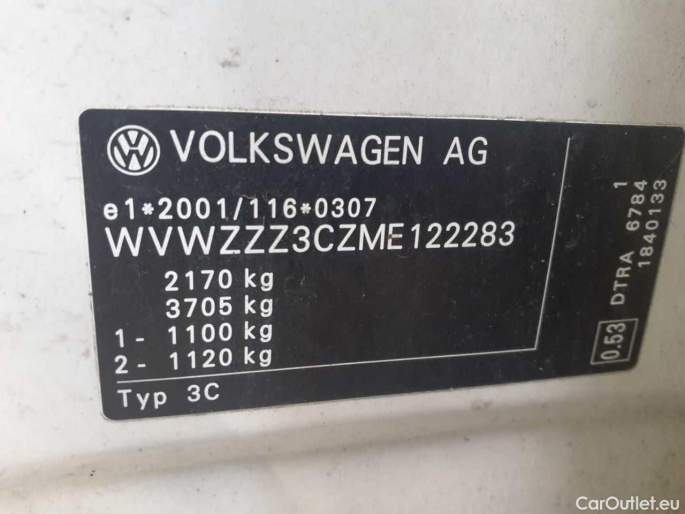 VOLKSWAGEN AG
e1*2001/116*0307
WVWZZZ3CZME122283
2170 kg
3705 kg
1- 1100 kg
2- 1120 kg
Typ 3C
0.53
DTRA 6784 1
1840133
CarOutlet.eu